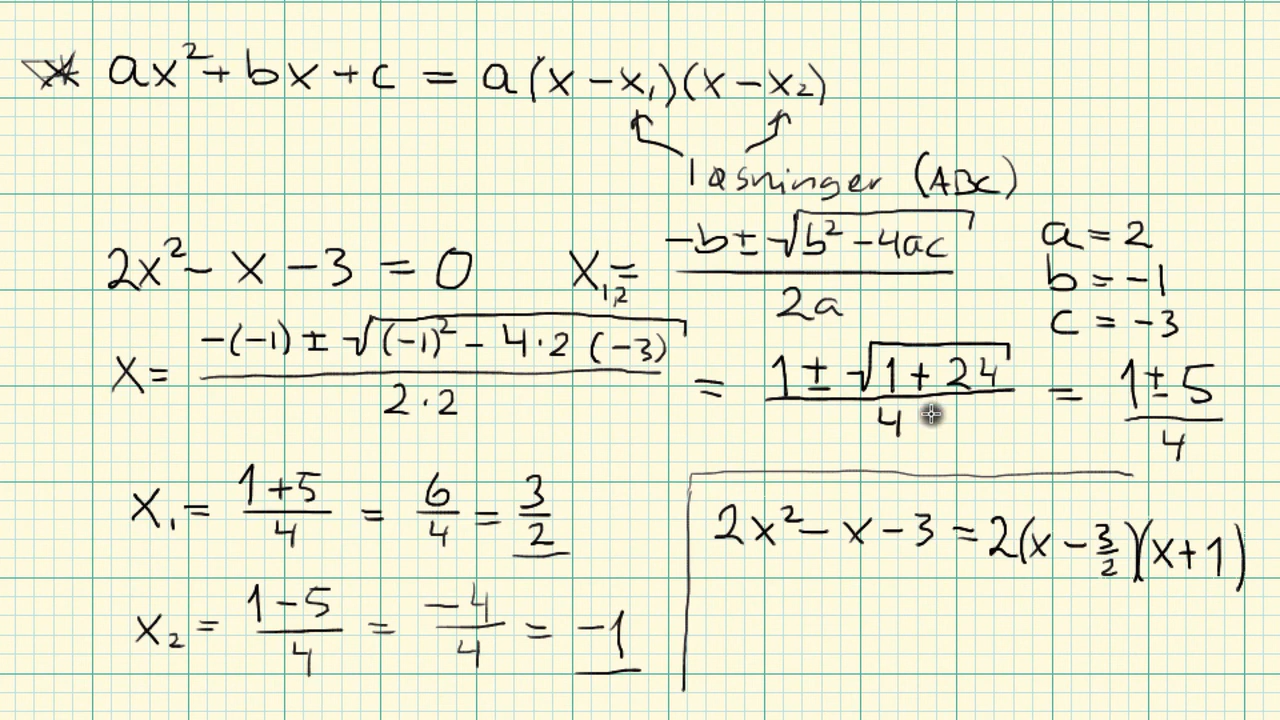 * ax² + bx + c = a(x - x₁)(x - x₂)
løsninger (ABC)
2x² - x - 3 = 0
x₁,₂ = (-b ± √(b² - 4ac)) / 2a
a = 2
b = -1
c = -3
x = (-(-1) ± √((-1)² - 4·2(-3))) / 2·2 = (1 ± √(1 + 24)) / 4 = (1 ± 5) / 4
x₁ = (1+5)/4 = 6/4 = 3/2
x₂ = (1-5)/4 = -4/4 = -1
2x² - x - 3 = 2(x - 3/2)(x + 1)